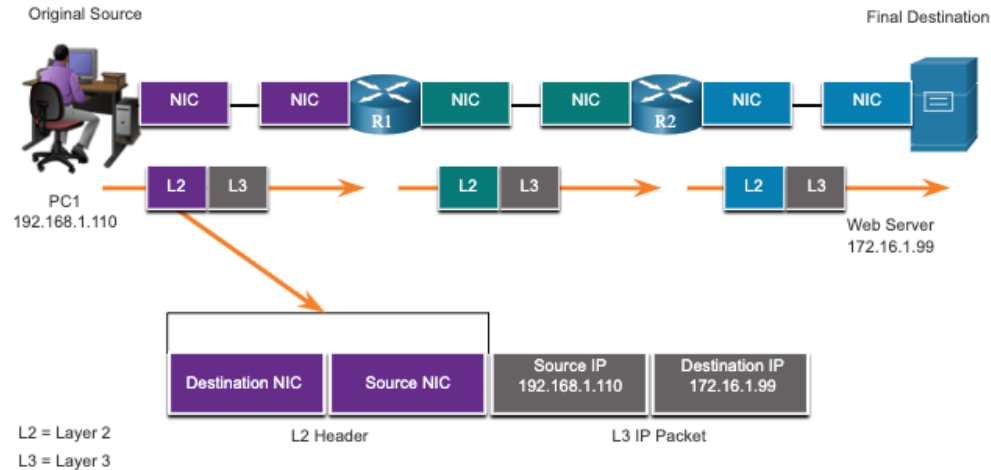 Original Source
Final Destination
NIC
NIC
R1
NIC
NIC
R2
NIC
NIC
L2
L3
L2
L3
L2
L3
PC1
192.168.1.110
Web Server
172.16.1.99
Destination NIC
Source NIC
Source IP
192.168.1.110
Destination IP
172.16.1.99
L2 = Layer 2
L2 Header
L3 IP Packet
L3 = Layer 3